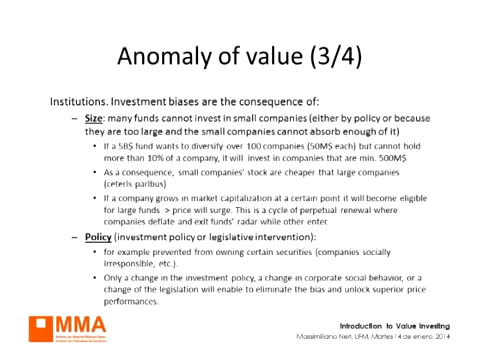 Anomaly of value (3/4)
Institutions. Investment biases are the consequence of:
– Size: many funds cannot invest in small companies (either by policy or because
they are too large and the small companies cannot absorb enough of it)
• If a 5B$ fund wants to diversify over 100 companies (50M$ each) but cannot hold
more than 10% of a company, it will invest in companies that are min. 500M$
• As a consequence, small companies' stock are cheaper that large companies
(ceteris paribus)
• If a company grows in market capitalization at a certain point it will become eligible
for large funds > price will surge. This is a cycle of perpetual renewal where
companies deflate and exit funds' radar while other enter.
– Policy (investment policy or legislative intervention):
• for example prevented from owning certain securities (companies socially
irresponsible, etc.).
• Only a change in the investment policy, a change in corporate social behavior, or a
change of the legislation will enable to eliminate the bias and unlock superior price
performances.
MMA
Introduction to Value Investing
Massimiliano Neri, UFM, Martes 14 de enero, 2014